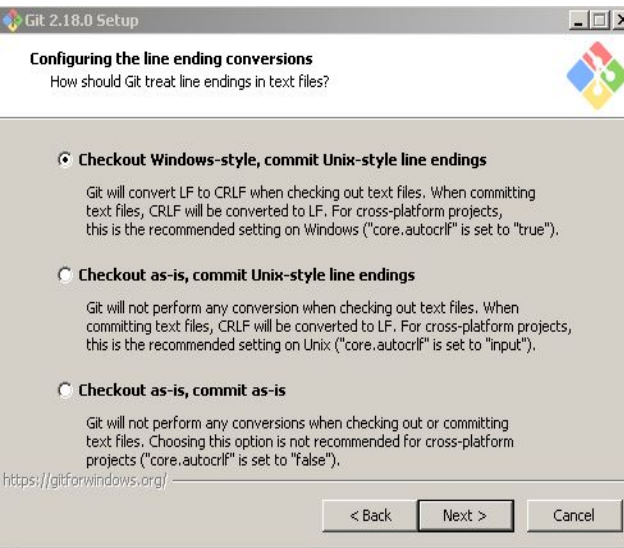 Git 2.18.0 Setup
Configuring the line ending conversions
How should Git treat line endings in text files?
Checkout Windows-style, commit Unix-style line endings
Git will convert LF to CRLF when checking out text files. When committing
text files, CRLF will be converted to LF. For cross-platform projects,
this is the recommended setting on Windows ("core.autocrlf" is set to "true").
Checkout as-is, commit Unix-style line endings
Git will not perform any conversion when checking out text files. When
committing text files, CRLF will be converted to LF. For cross-platform projects,
this is the recommended setting on Unix ("core.autocrlf" is set to "input").
Checkout as-is, commit as-is
Git will not perform any conversions when checking out or committing
text files. Choosing this option is not recommended for cross-platform
projects ("core.autocrlf" is set to "false").
https://gitforwindows.org/
< Back Next > Cancel